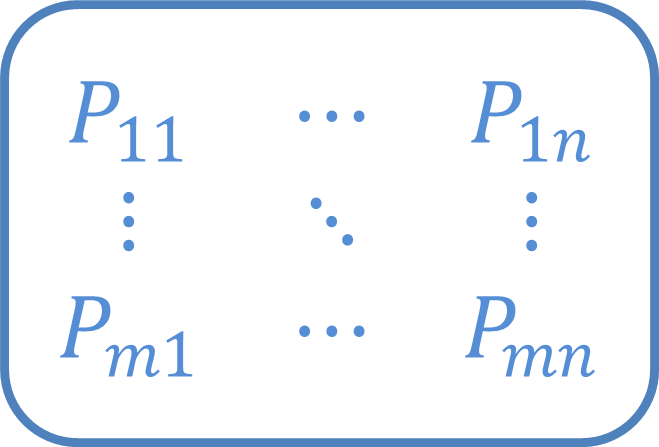 P₁₁ ⋯ P₁ₙ
⋮ ⋱ ⋮
Pₘ₁ ⋯ Pₘₙ